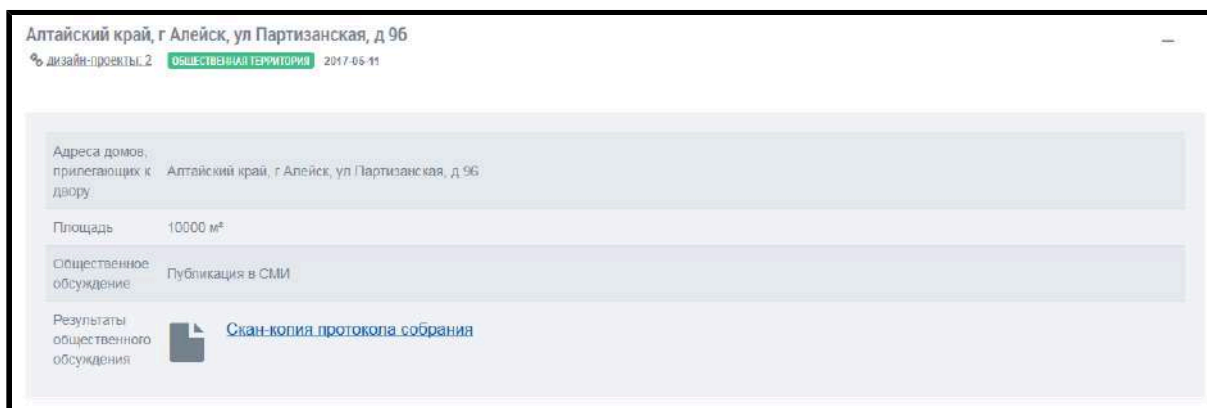 Алтайский край, г Алейск, ул Партизанская, д 96
дизайн-проекты: 2 ОБЩЕСТВЕННАЯ ТЕРРИТОРИЯ 2017-05-11
Адреса домов,
прилегающих к
двору
Алтайский край, г Алейск, ул Партизанская, д 96
Площадь 10000 м²
Общественное
обсуждение
Публикация в СМИ
Результаты
общественного
обсуждения
Скан-копия протокола собрания